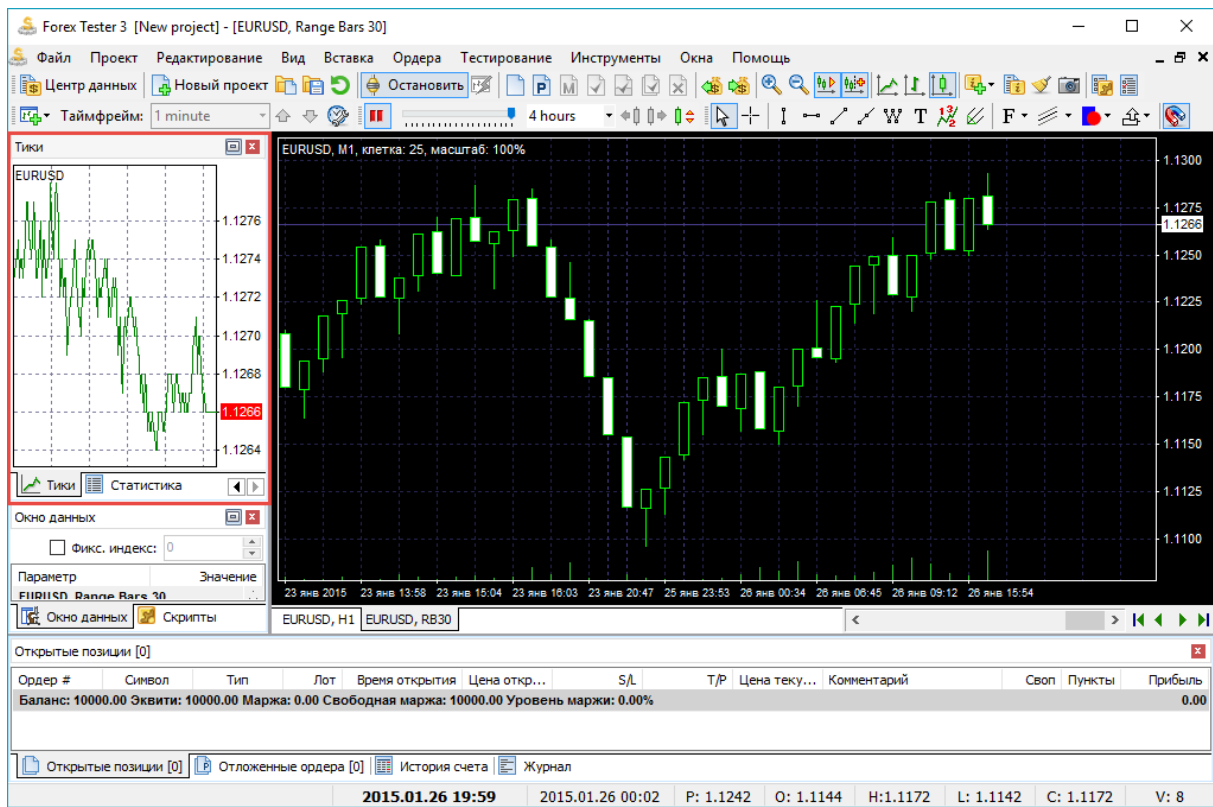 Forex Tester 3 [New project] - [EURUSD, Range Bars 30]
Файл Проект Редактирование Вид Вставка Ордера Тестирование Инструменты Окна Помощь
Центр данных Новый проект Остановить
Таймфрейм: 1 minute 4 hours
Тики
EURUSD
1.1276
1.1274
1.1272
1.1270
1.1268
1.1266
1.1264
Тики Статистика
Окно данных
Фикс. индекс: 0
Параметр Значение
EURUSD, Range Bars 30
Окно данных Скрипты
EURUSD, M1, клетка: 25, масштаб: 100%
1.1300
1.1275
1.1266
1.1250
1.1225
1.1200
1.1175
1.1150
1.1125
1.1100
23 янв 2015 23 янв 13:58 23 янв 15:04 23 янв 16:03 23 янв 20:47 25 янв 23:53 26 янв 00:34 26 янв 06:45 26 янв 09:12 26 янв 15:54
EURUSD, H1 EURUSD, RB30
Открытые позиции [0]
Ордер # Символ Тип Лот Время открытия Цена откр... S/L T/P Цена теку... Комментарий Своп Пункты Прибыль
Баланс: 10000.00 Эквити: 10000.00 Маржа: 0.00 Свободная маржа: 10000.00 Уровень маржи: 0.00% 0.00
Открытые позиции [0] Отложенные ордера [0] История счета Журнал
2015.01.26 19:59 2015.01.26 00:02 P: 1.1242 O: 1.1144 H:1.1172 L: 1.1142 C: 1.1172 V: 8